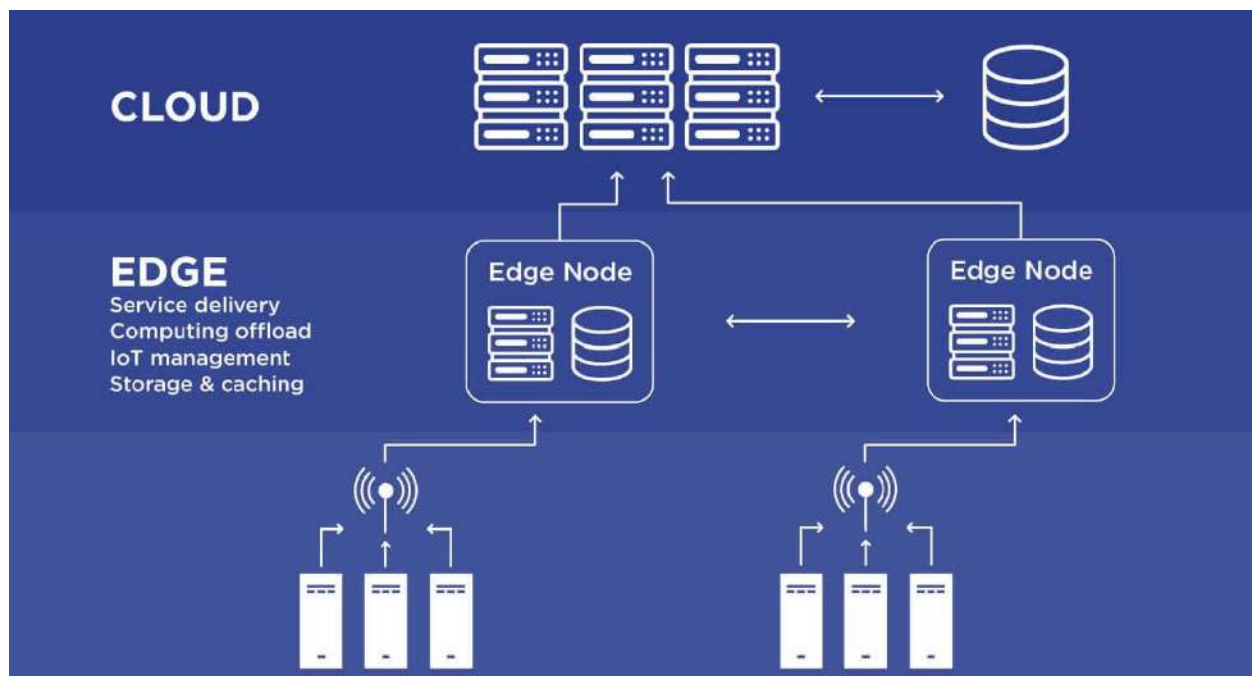 CLOUD
EDGE
Service delivery
Computing offload
IoT management
Storage & caching
Edge Node
Edge Node